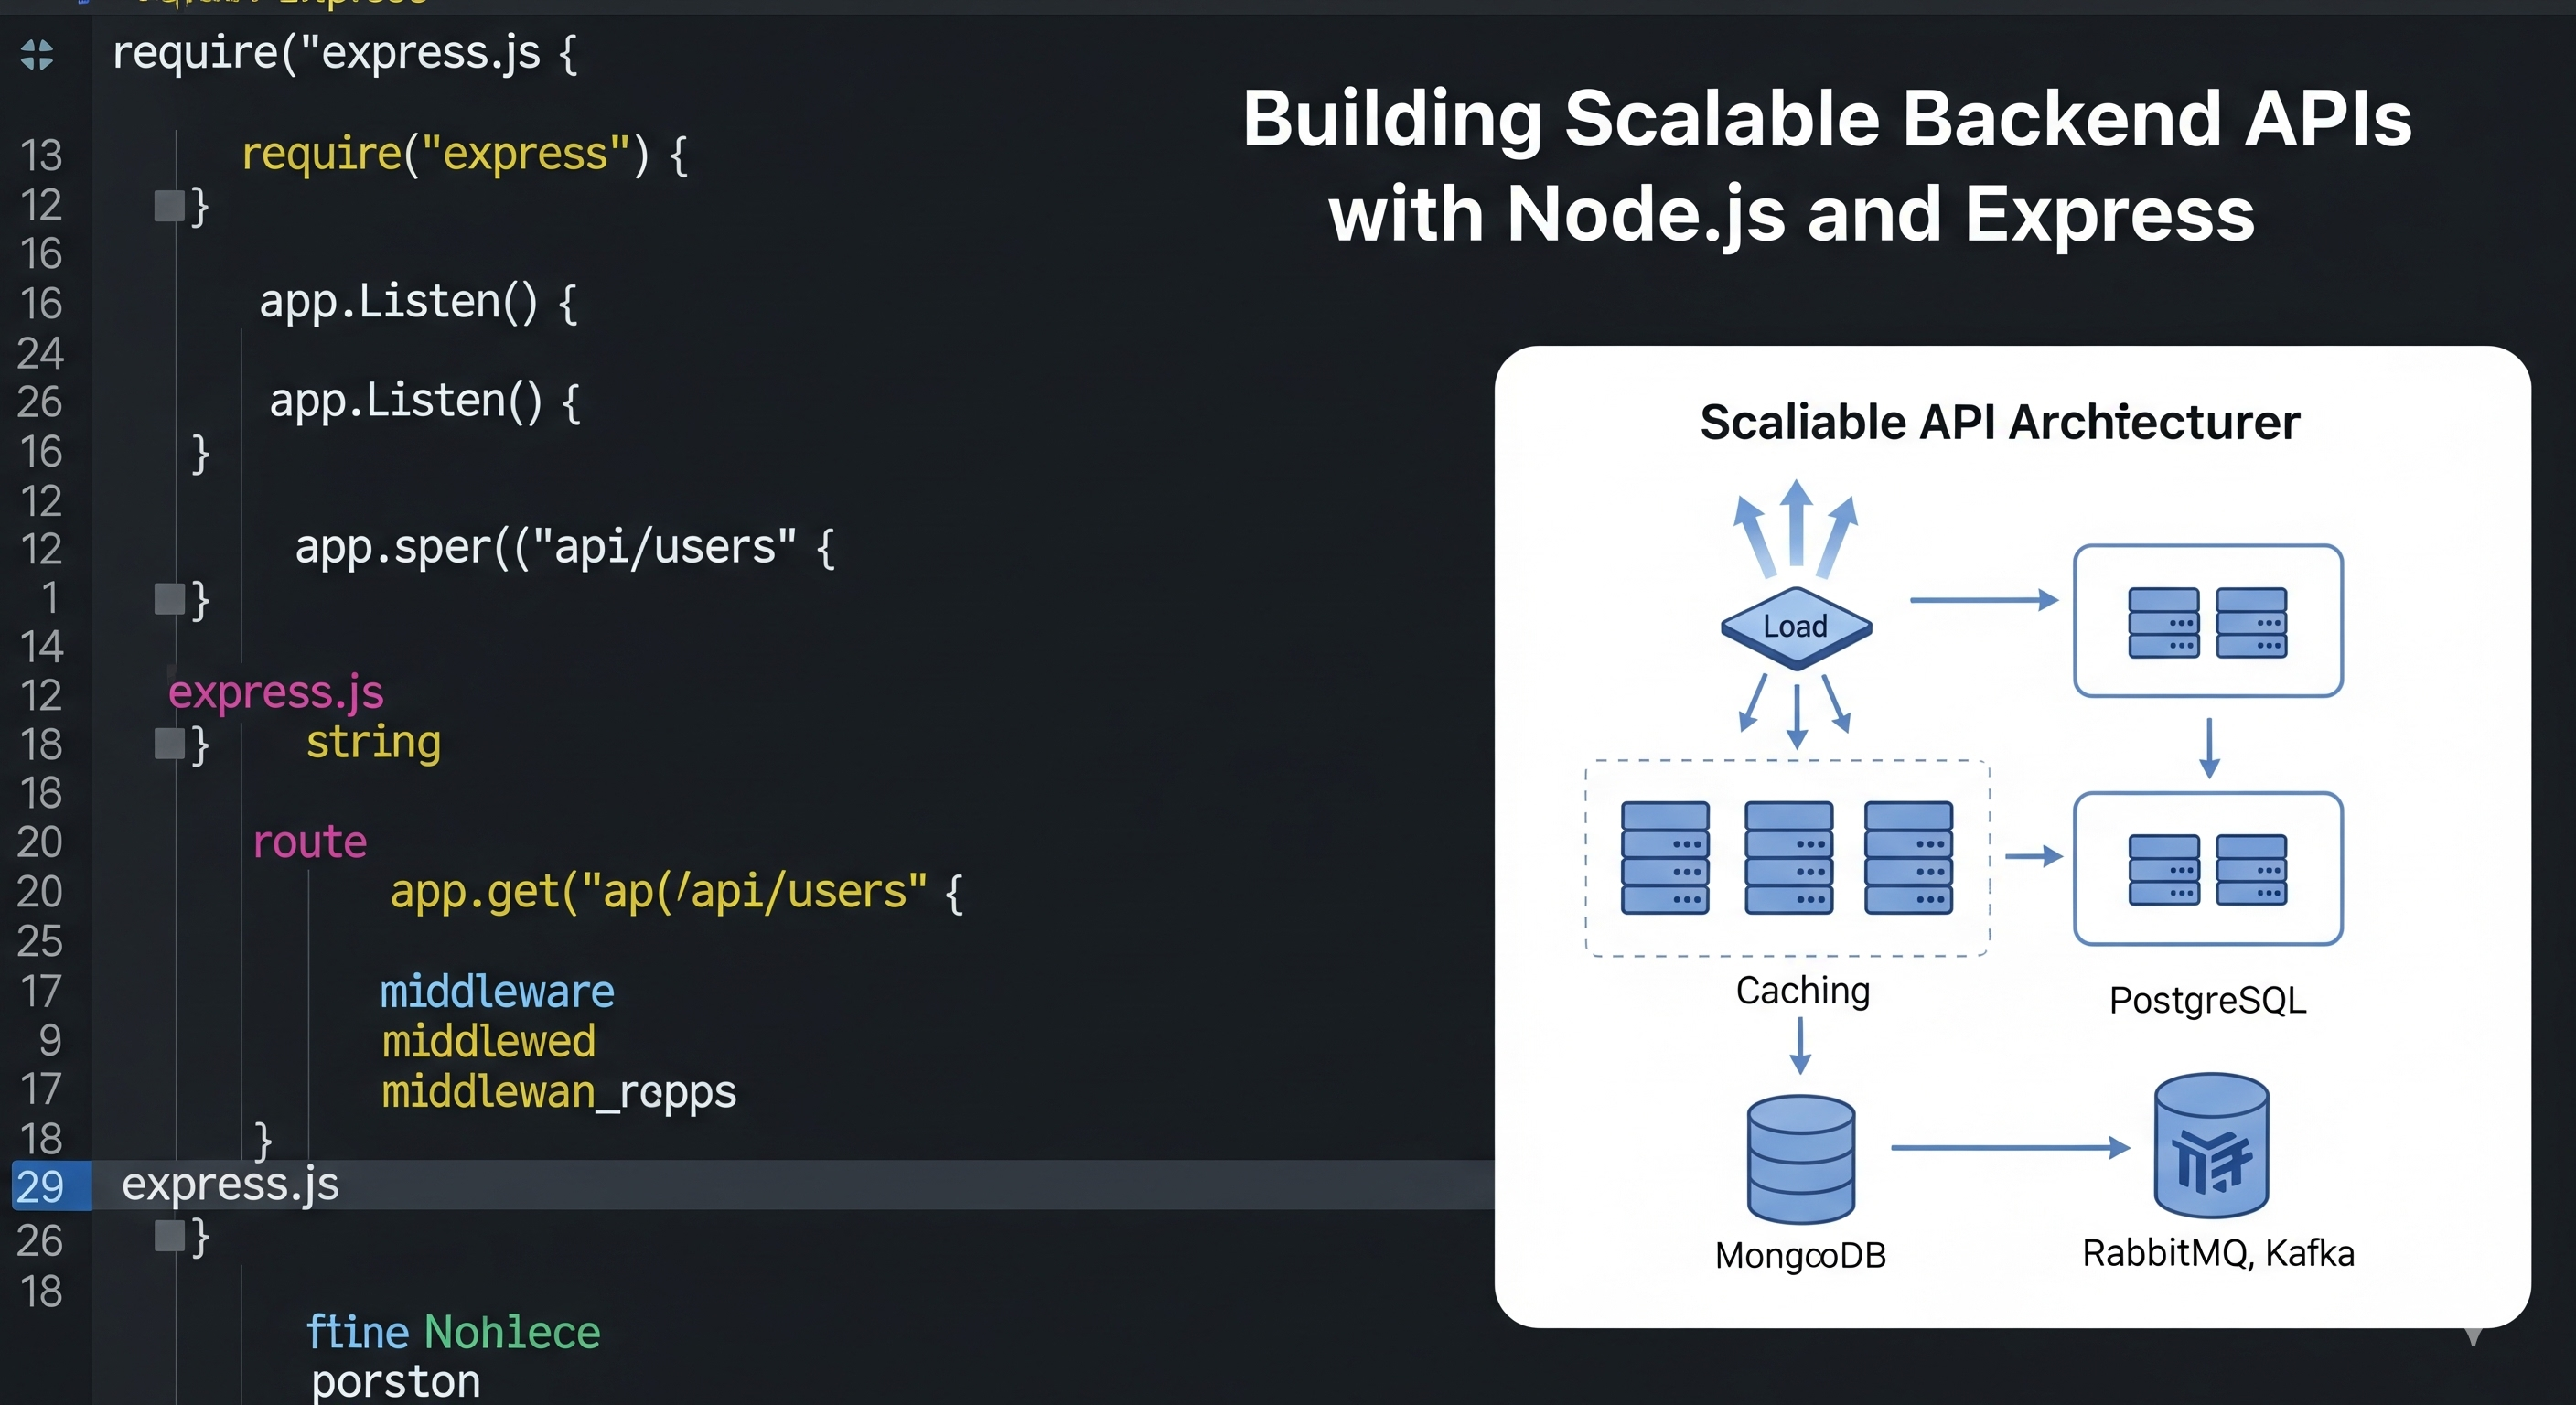 require("express.js {
13 require("express") {
12 }
16
16 app.Listen() {
24
26 app.Listen() {
16 }
12
12 app.sper(("api/users" {
1 }
14
12 express.js
18 } string
16
20 route
20 app.get("ap(/api/users" {
25
17 middleware
9 middlewed
17 middlewan_repps
18 }
29 express.js
26 }
18
ftine Nohlece
porston
Building Scalable Backend APIs
with Node.js and Express
Scaliable API Architecturer
Load
Caching
PostgreSQL
MongooDB
RabbitMQ, Kafka